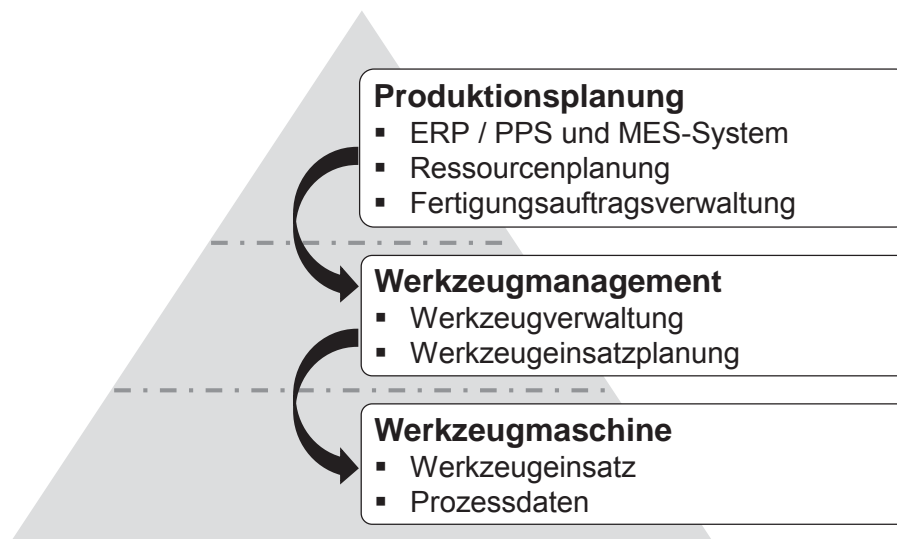 Produktionsplanung
▪ ERP / PPS und MES-System
▪ Ressourcenplanung
▪ Fertigungsauftragsverwaltung
Werkzeugmanagement
▪ Werkzeugverwaltung
▪ Werkzeugeinsatzplanung
Werkzeugmaschine
▪ Werkzeugeinsatz
▪ Prozessdaten